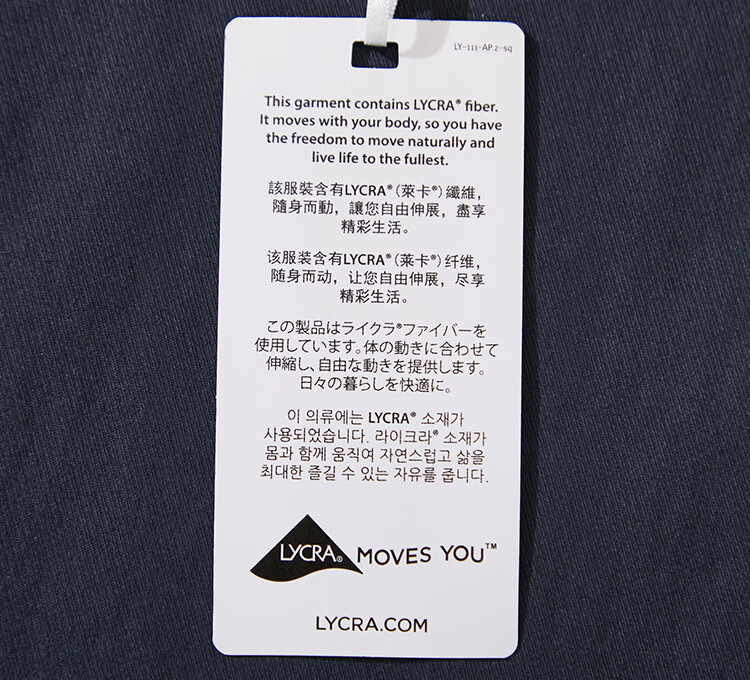 LY-111-AP.2-SQ
This garment contains LYCRA® fiber.
It moves with your body, so you have
the freedom to move naturally and
live life to the fullest.
該服裝含有LYCRA®(萊卡®)纖維，
隨身而動，讓您自由伸展，盡享
精彩生活。
该服装含有LYCRA®(莱卡®)纤维，
随身而动，让您自由伸展，尽享
精彩生活。
この製品はライクラ®ファイバーを
使用しています。体の動きに合わせて
伸縮し、自由な動きを提供します。
日々の暮らしを快適に。
이 의류에는 LYCRA® 소재가
사용되었습니다. 라이크라® 소재가
몸과 함께 움직여 자연스럽고 삶을
최대한 즐길 수 있는 자유를 줍니다.
LYCRA® MOVES YOU™
LYCRA.COM